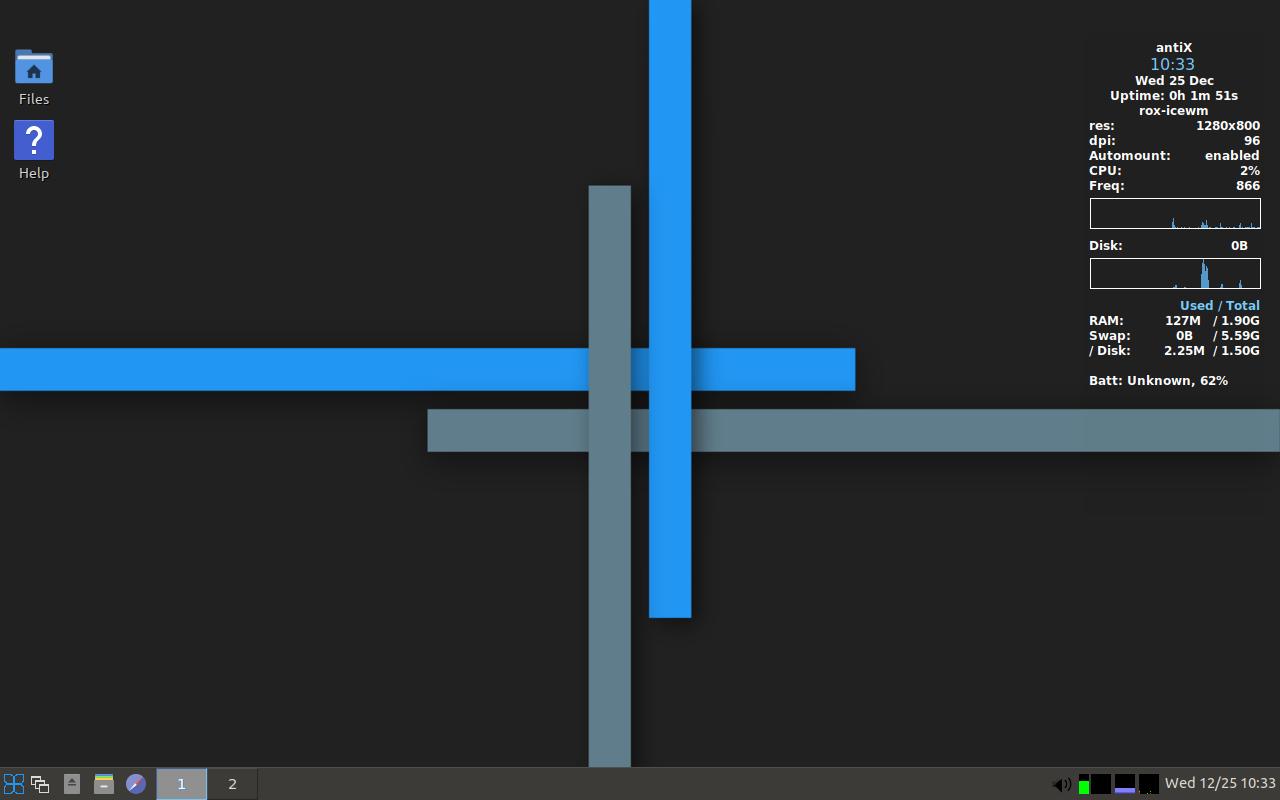 Files
?
Help
antiX
10:33
Wed 25 Dec
Uptime: 0h 1m 51s
rox-icewm
res: 1280x800
dpi: 96
Automount: enabled
CPU: 2%
Freq: 866
Disk: 0B
Used / Total
RAM: 127M / 1.90G
Swap: 0B / 5.59G
/ Disk: 2.25M / 1.50G
Batt: Unknown, 62%
1 2 Wed 12/25 10:33